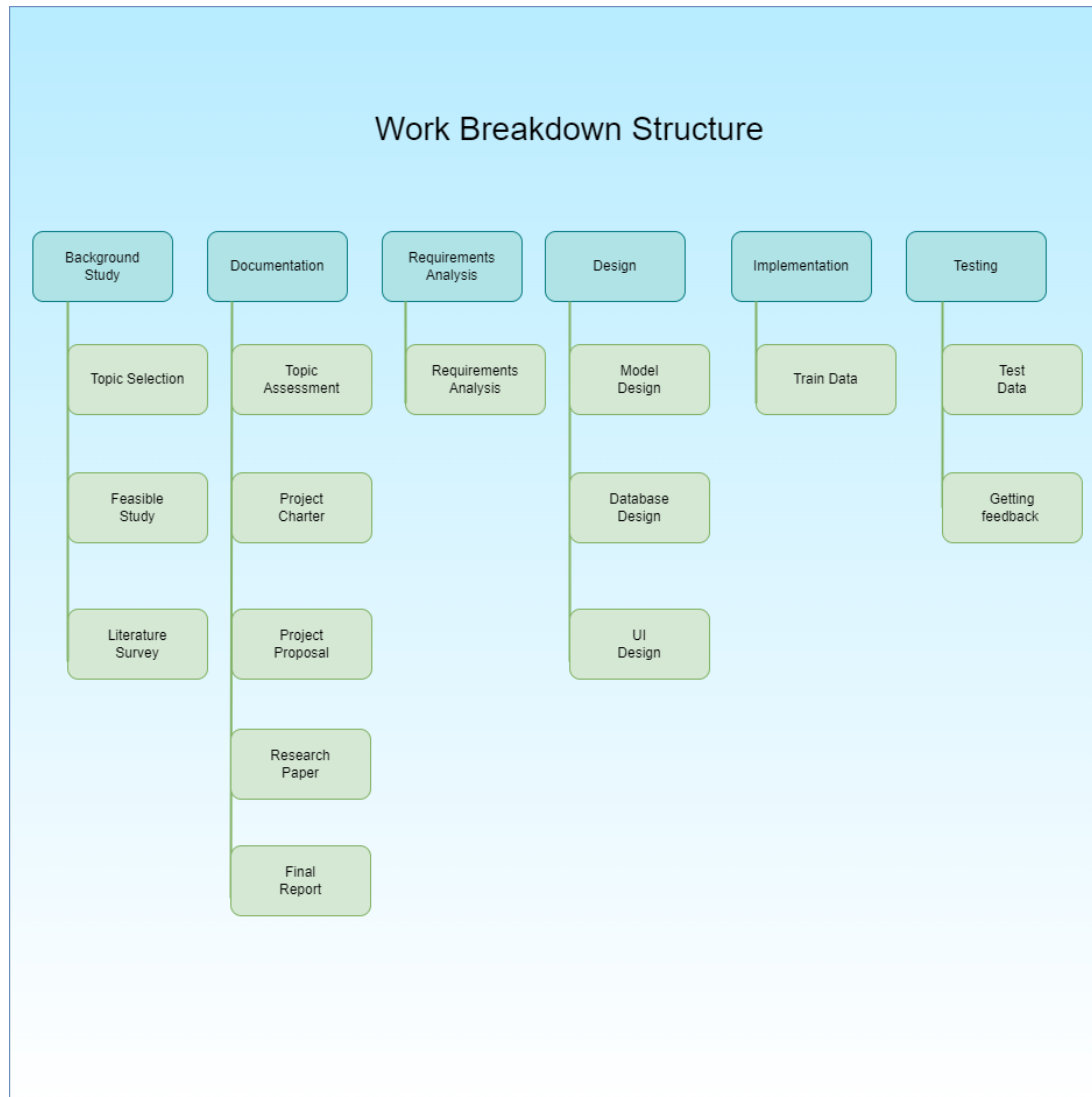 Work Breakdown Structure
Background
Study
Documentation
Requirements
Analysis
Design
Implementation
Testing
Topic Selection
Topic
Assessment
Requirements
Analysis
Model
Design
Train Data
Test
Data
Feasible
Study
Project
Charter
Database
Design
Getting
feedback
Literature
Survey
Project
Proposal
UI
Design
Research
Paper
Final
Report